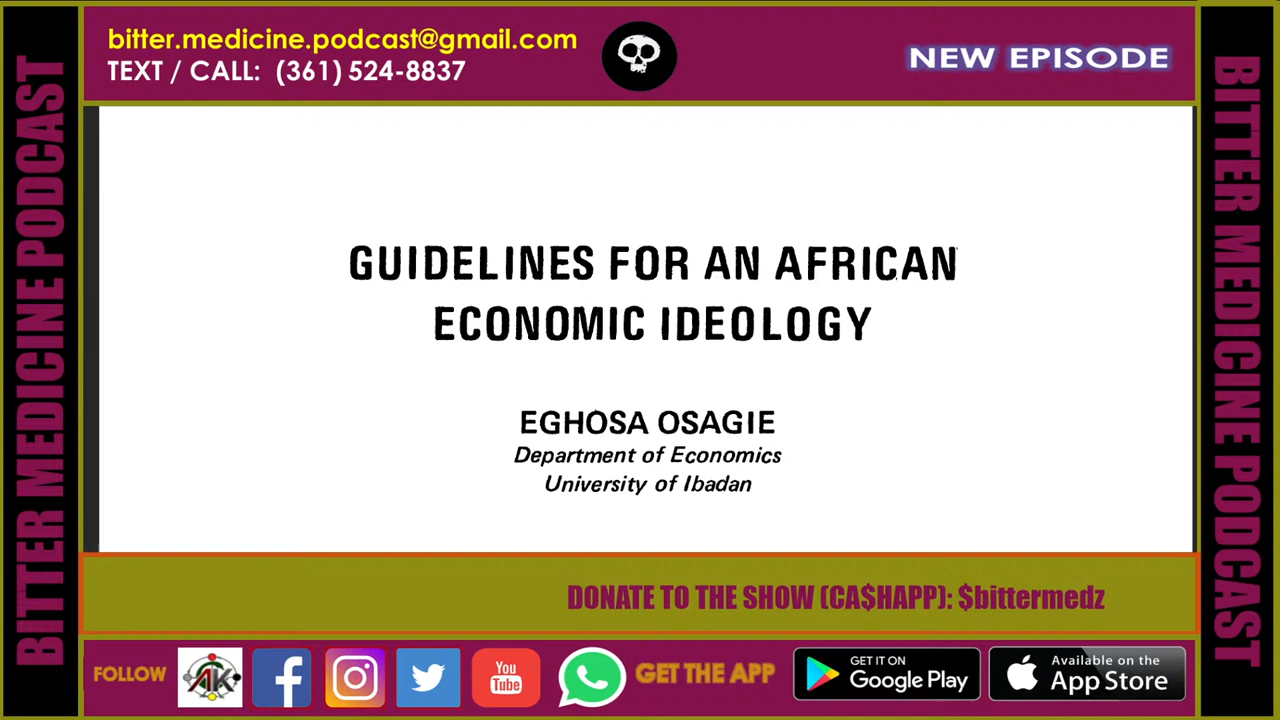 bitter.medicine.podcast@gmail.com
TEXT / CALL: (361) 524-8837
NEW EPISODE
BITTER MEDICINE PODCAST
GUIDELINES FOR AN AFRICAN
ECONOMIC IDEOLOGY
EGHOSA OSAGIE
Department of Economics
University of Ibadan
BITTER MEDICINE PODCAST
DONATE TO THE SHOW (CA$HAPP): $bittermedz
FOLLOW
ATK
You
Tube
GET THE APP
GET IT ON
Google Play
Available on the
App Store